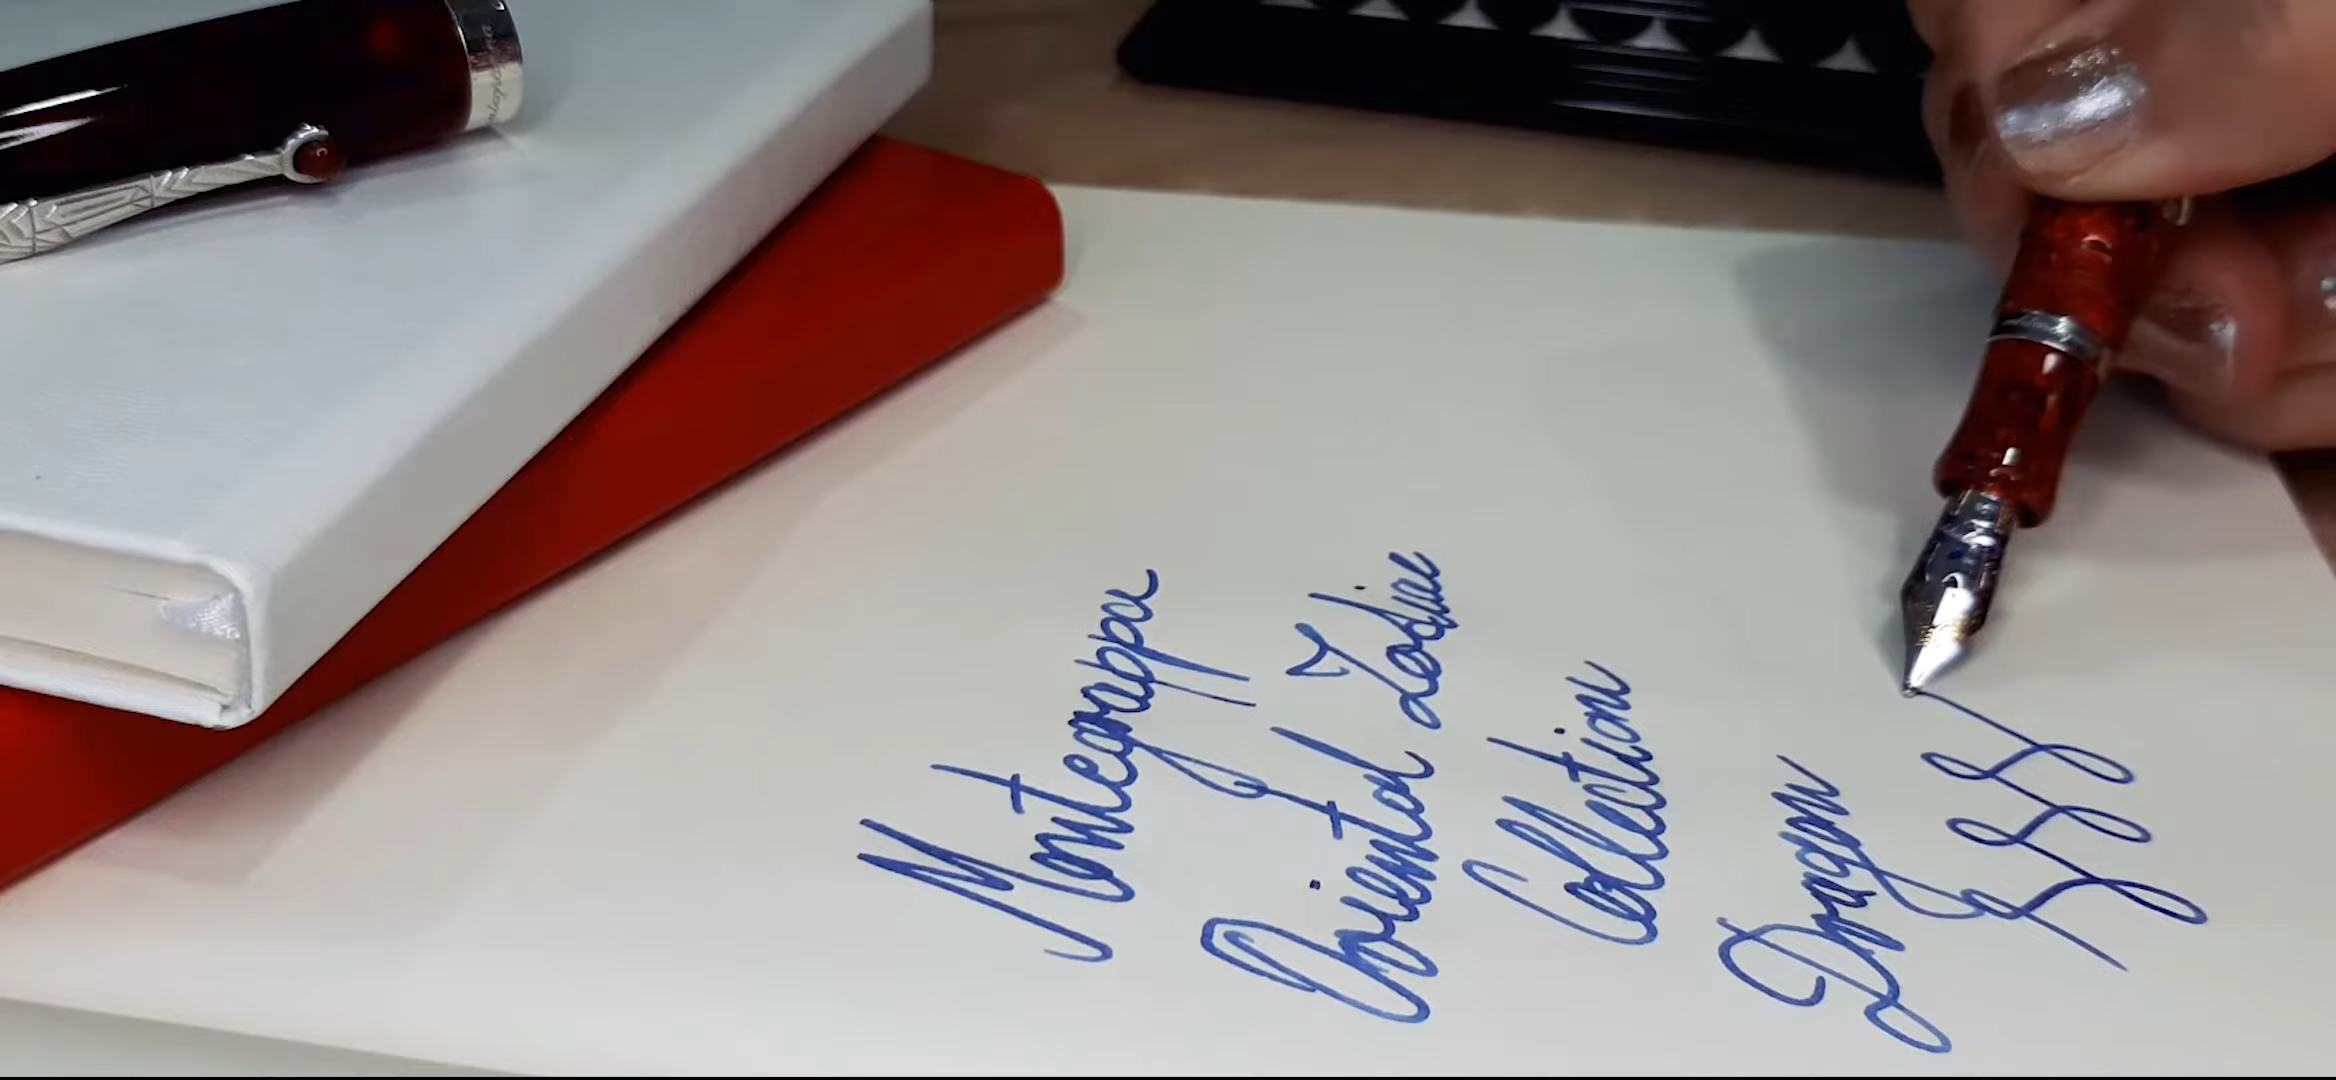 Montegrappa
Oriental Zodiac
Collection
Dragon